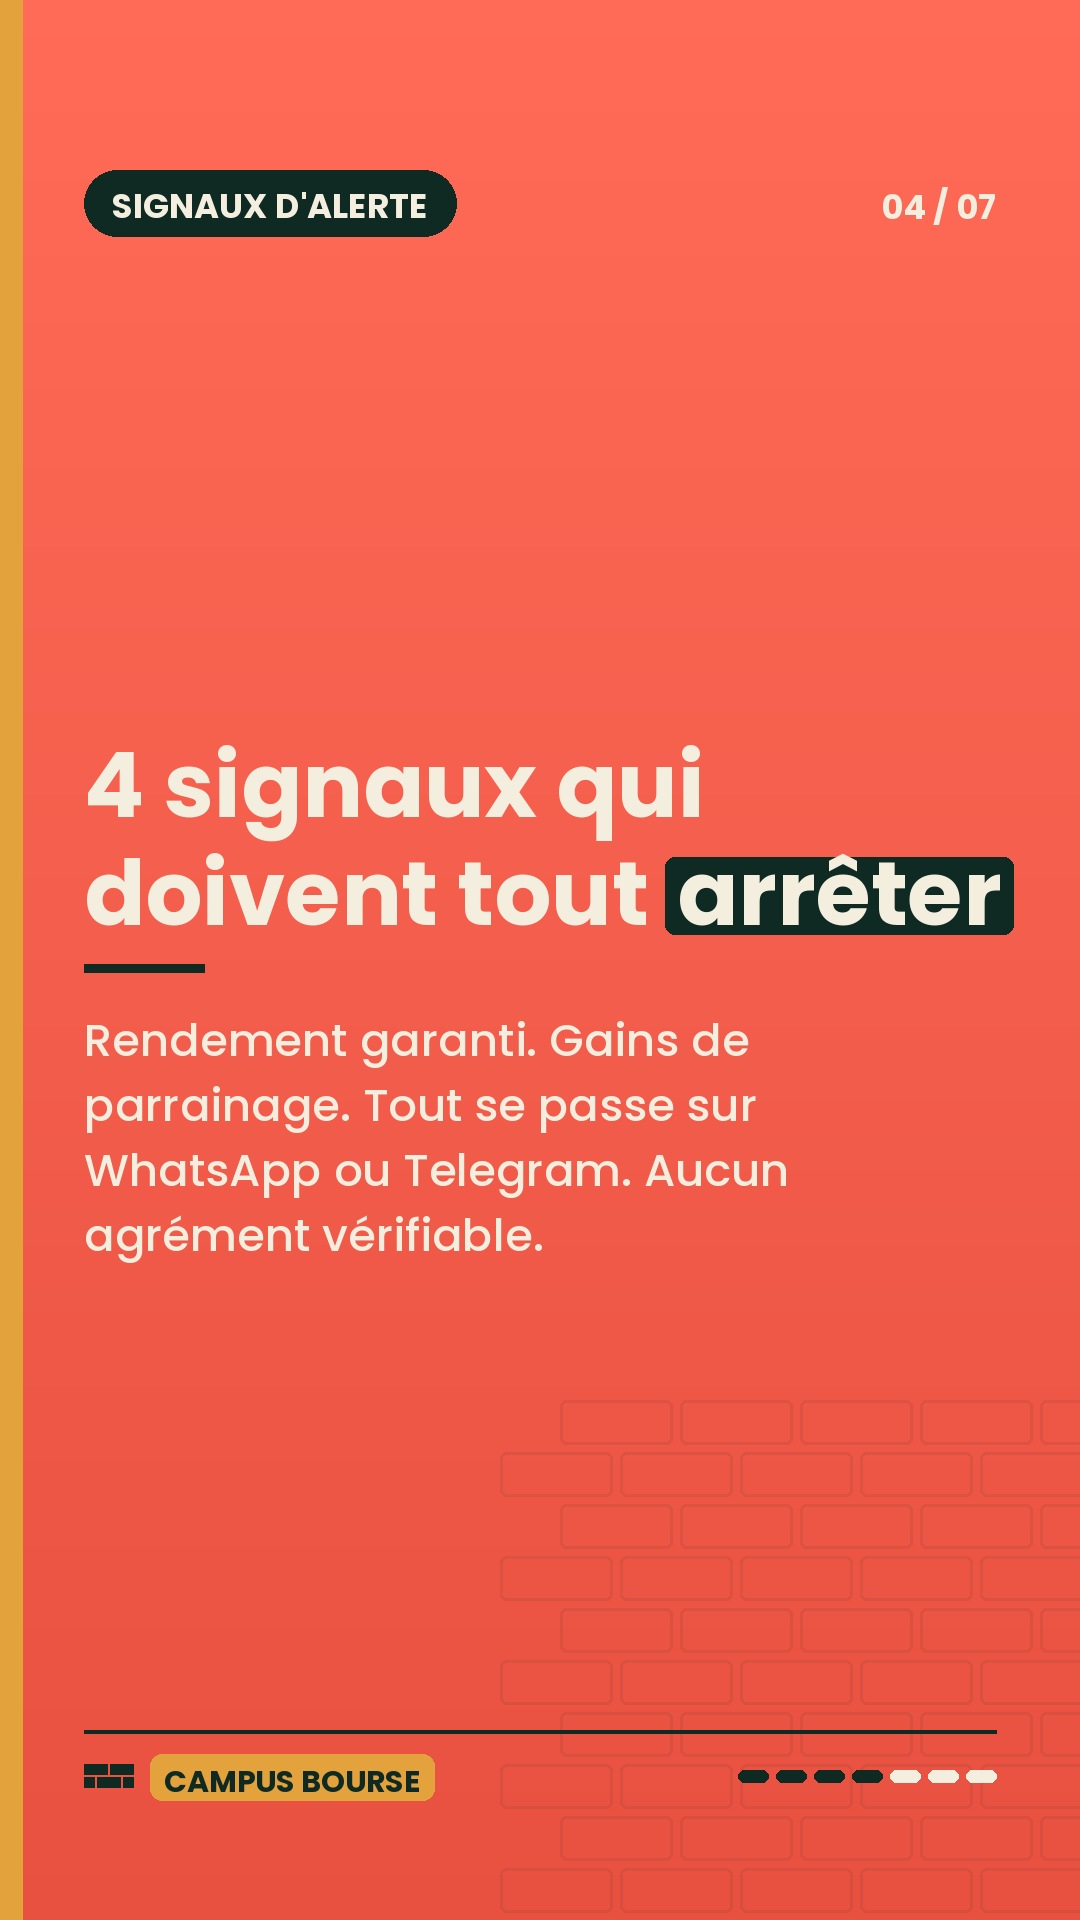 SIGNAUX D'ALERTE
04 / 07
4 signaux qui
doivent tout arrêter
Rendement garanti. Gains de
parrainage. Tout se passe sur
WhatsApp ou Telegram. Aucun
agrément vérifiable.
CAMPUS BOURSE